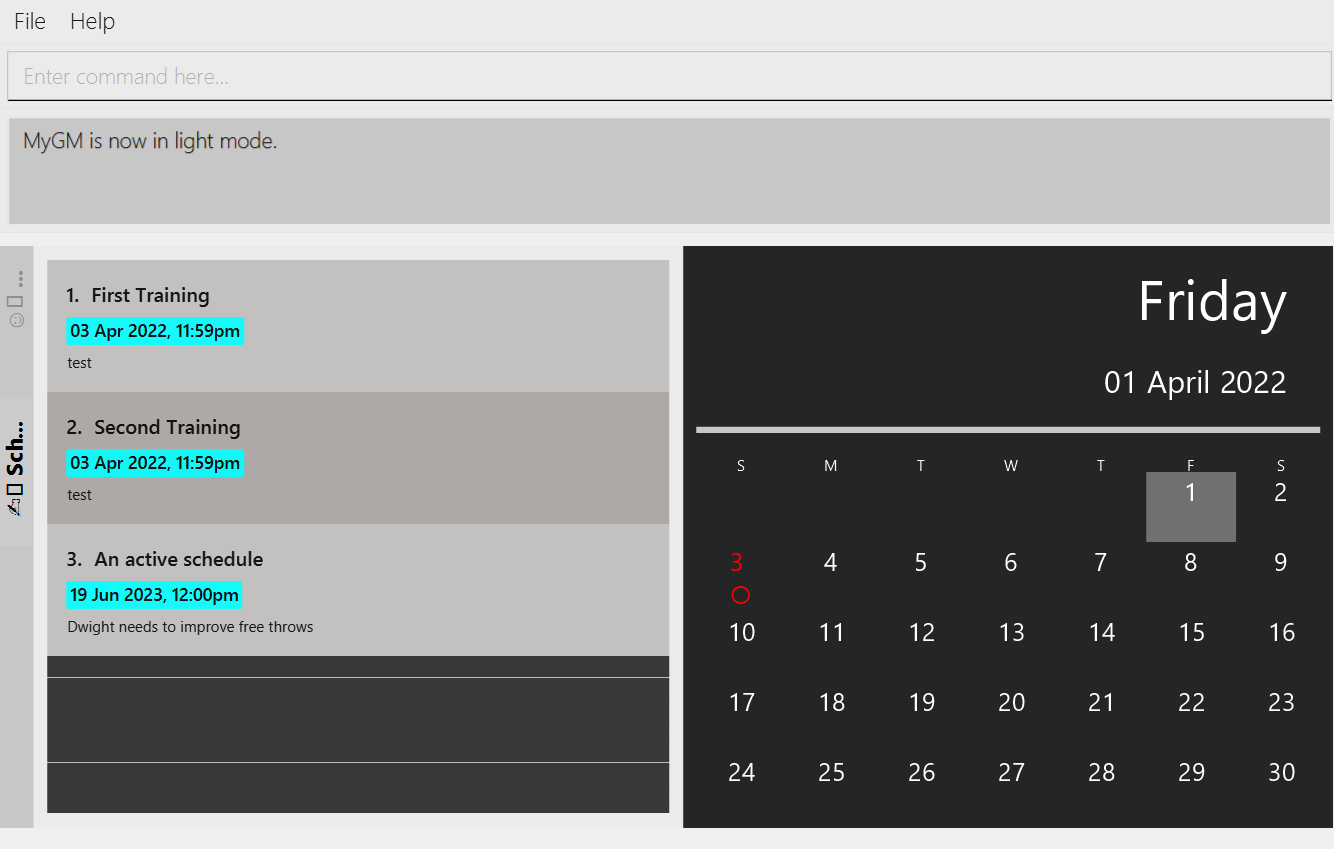 File Help
Enter command here...
MyGM is now in light mode.
Sch...
1. First Training
03 Apr 2022, 11:59pm
test
2. Second Training
03 Apr 2022, 11:59pm
test
3. An active schedule
19 Jun 2023, 12:00pm
Dwight needs to improve free throws
Friday
01 April 2022
S M T W T F S
1 2
3 4 5 6 7 8 9
10 11 12 13 14 15 16
17 18 19 20 21 22 23
24 25 26 27 28 29 30